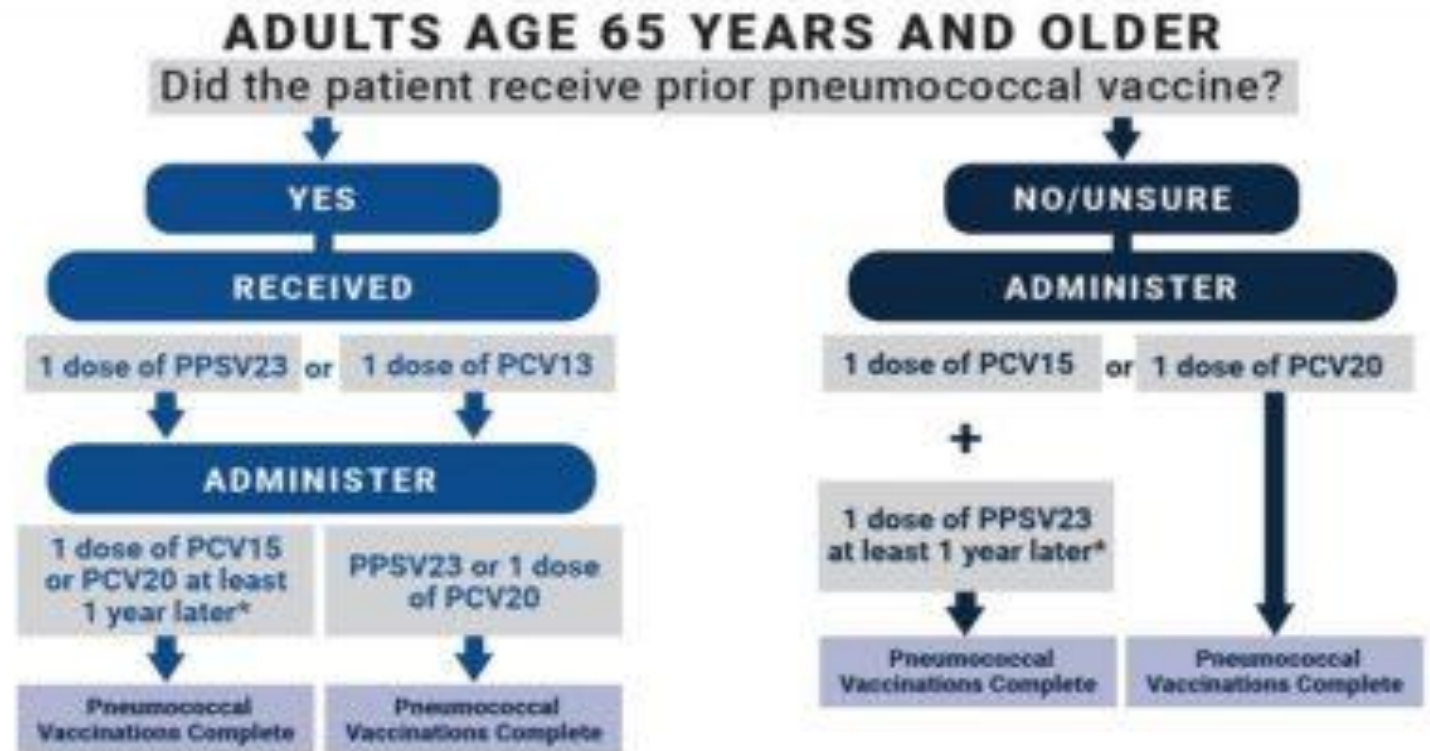 ADULTS AGE 65 YEARS AND OLDER
Did the patient receive prior pneumococcal vaccine?
YES
RECEIVED
1 dose of PPSV23 or 1 dose of PCV13
ADMINISTER
1 dose of PCV15
or PCV20 at least
1 year later*
Pneumococcal
Vaccinations Complete
PPSV23 or 1 dose
of PCV20
Pneumococcal
Vaccinations Complete
NO/UNSURE
ADMINISTER
1 dose of PCV15 or 1 dose of PCV20
+
1 dose of PPSV23
at least 1 year later*
Pneumococcal
Vaccinations Complete
Pneumococcal
Vaccinations Complete